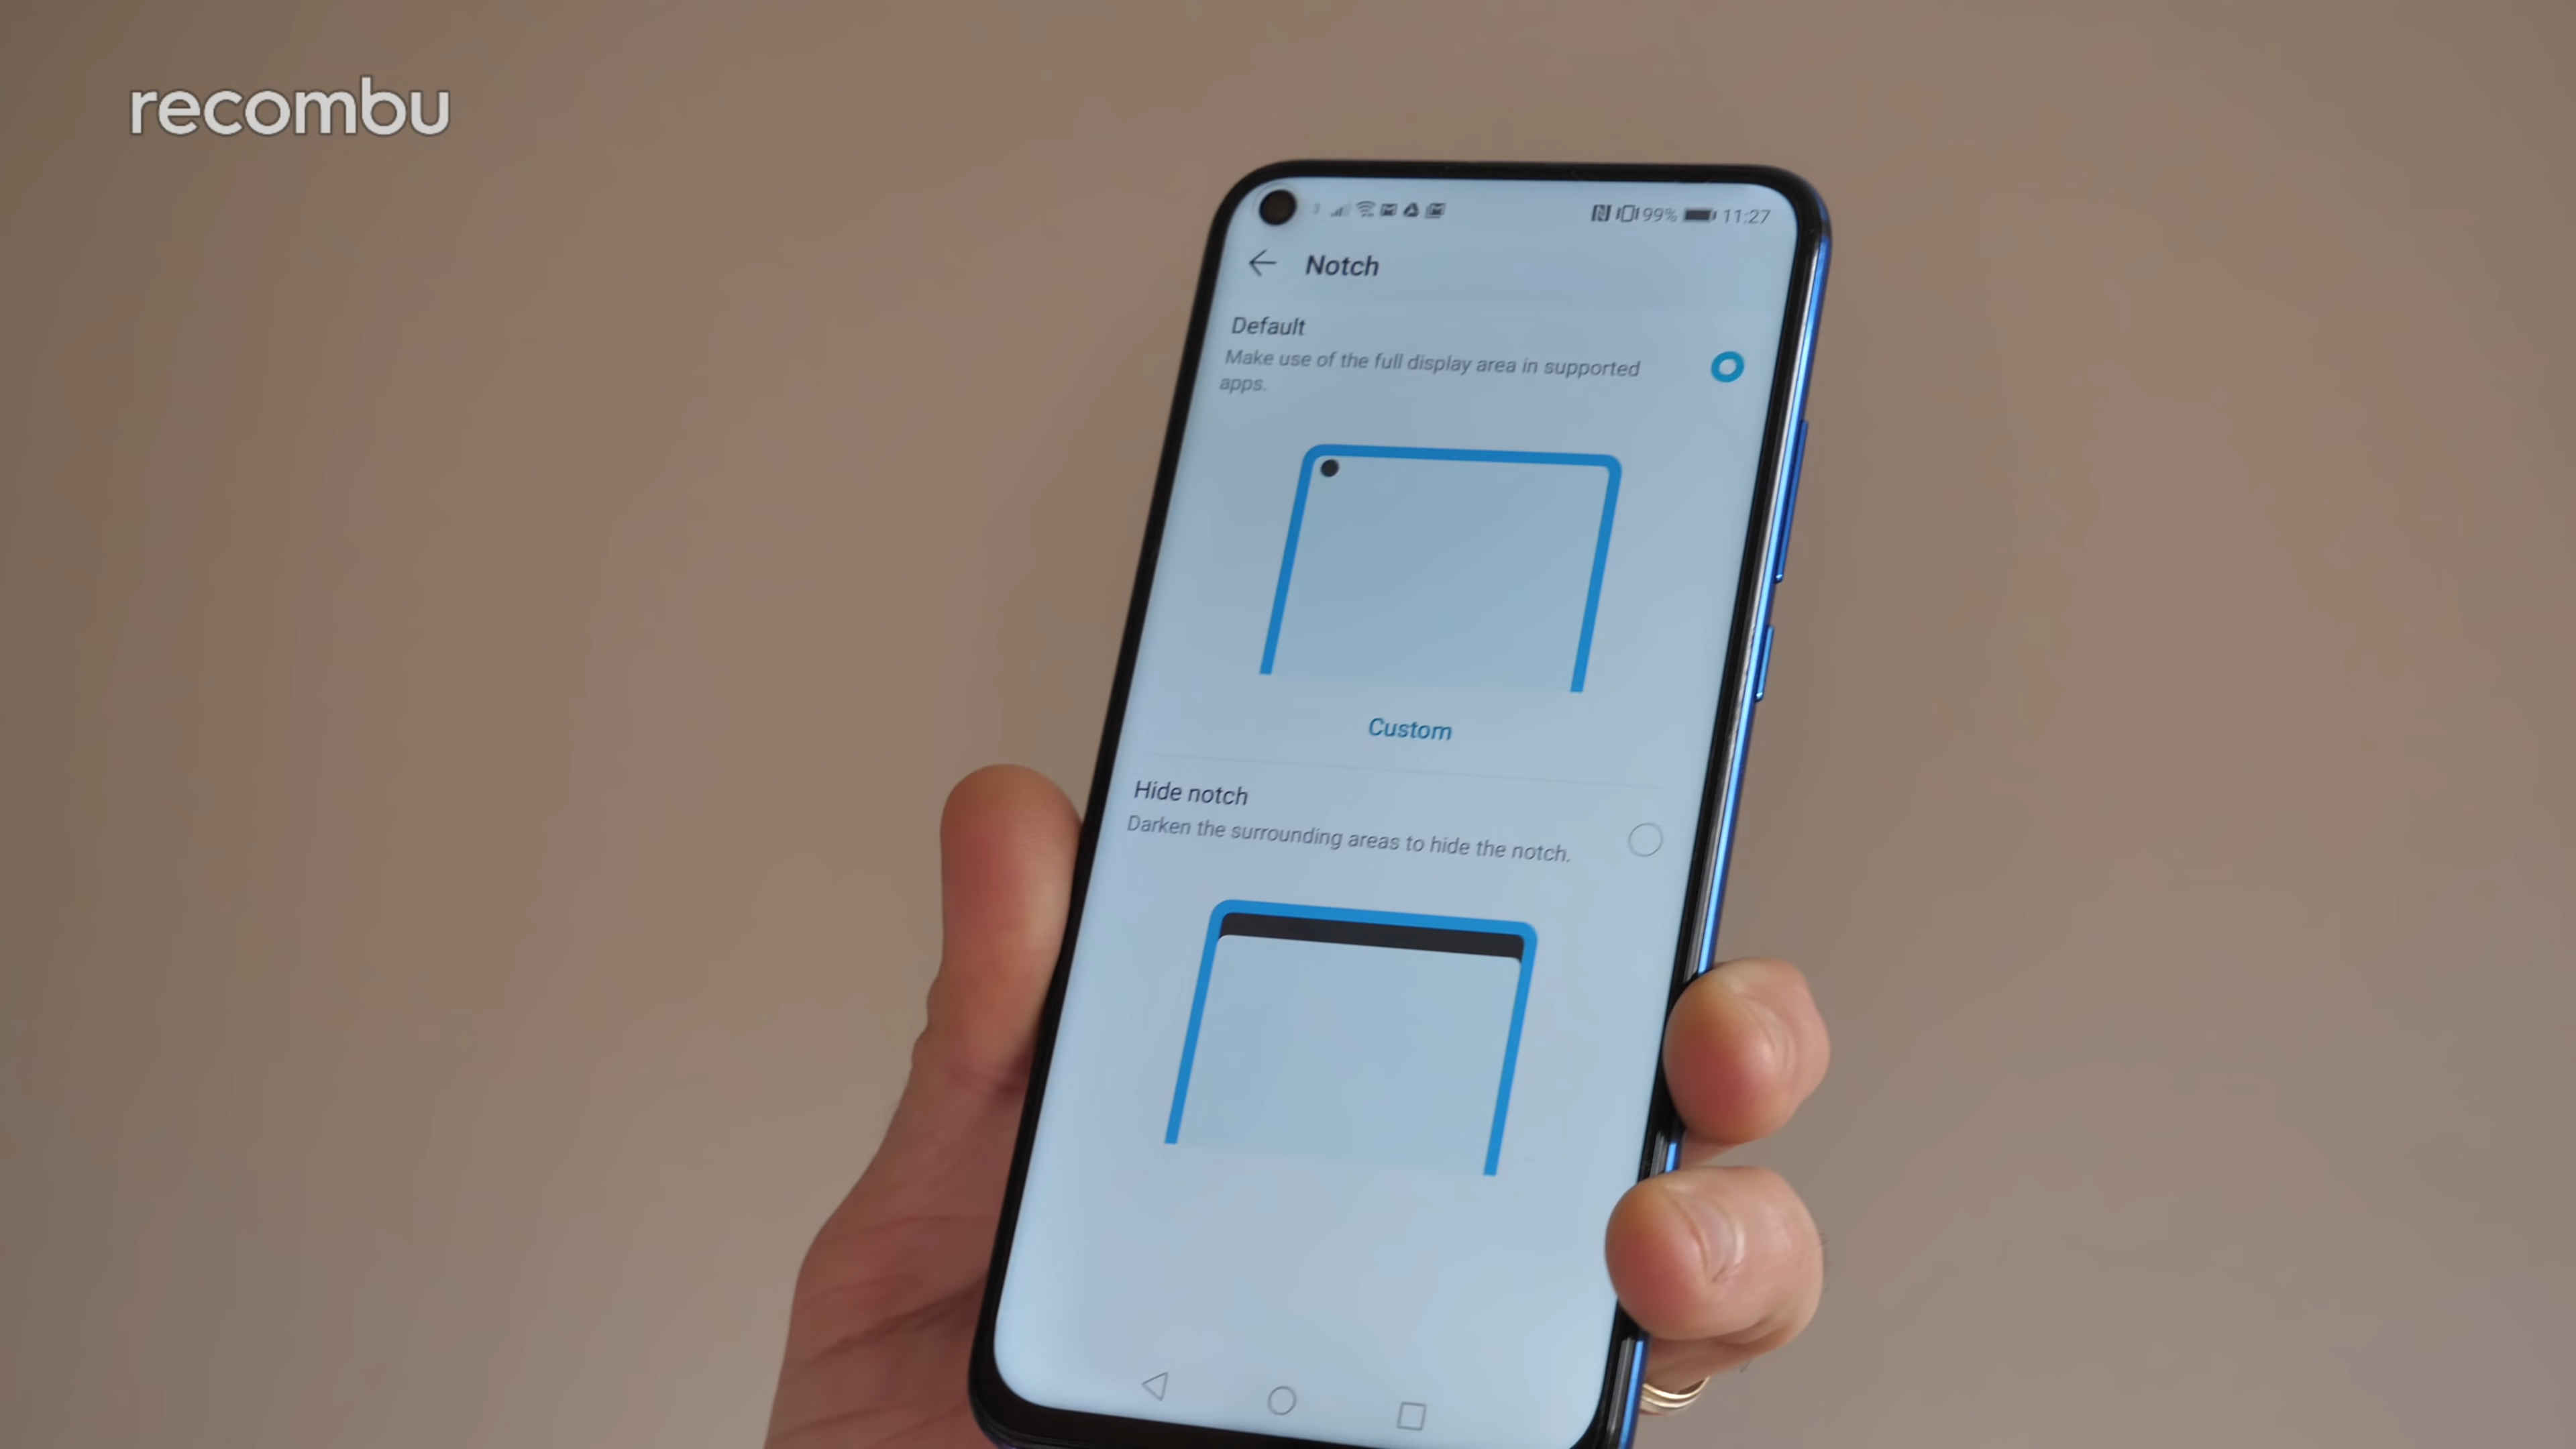 recombu
3 99% 11:27
Notch
Default
Make use of the full display area in supported
apps.
Custom
Hide notch
Darken the surrounding areas to hide the notch.